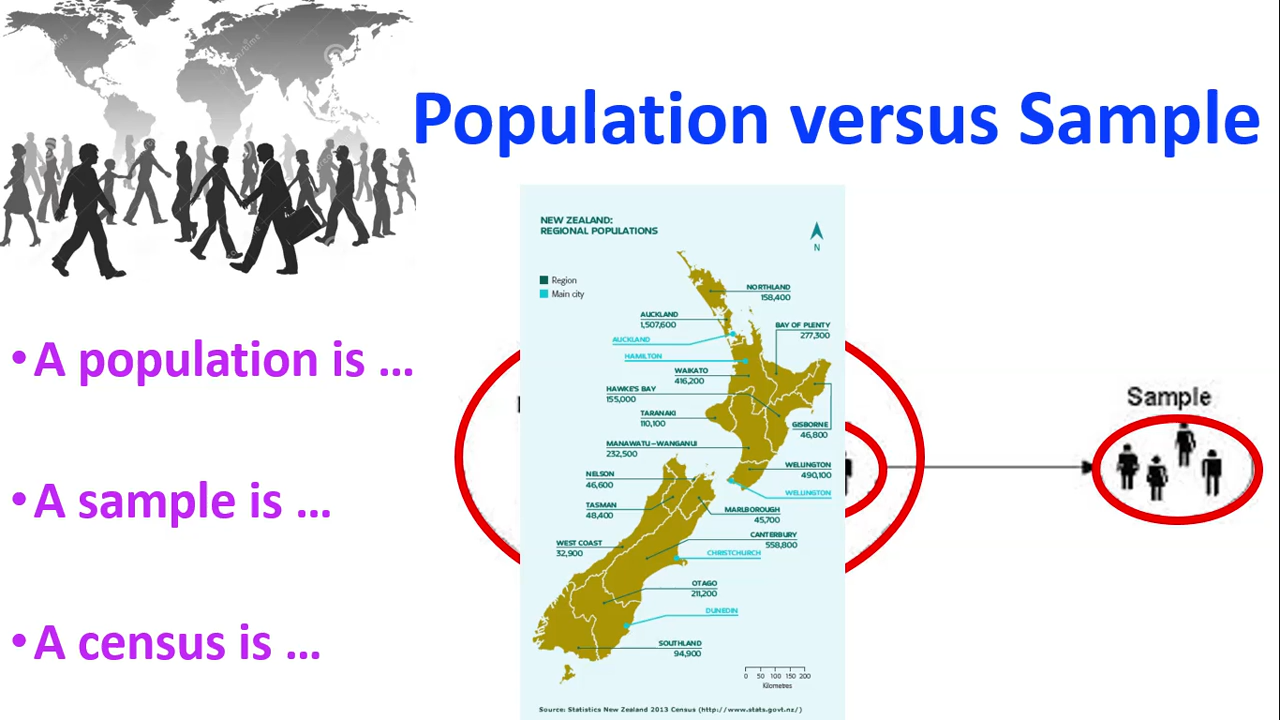 Population versus Sample
• A population is ...
• A sample is ...
• A census is ...
NEW ZEALAND:
REGIONAL POPULATIONS
N
Region
Main city
NORTHLAND
158,400
AUCKLAND
1,507,600
BAY OF PLENTY
277,300
AUCKLAND
HAMILTON
WAIKATO
416,200
HAWKE'S BAY
155,000
TARANAKI
110,100
GISBORNE
46,800
MANAWATU–WANGANUI
232,500
WELLINGTON
490,100
NELSON
46,600
WELLINGTON
TASMAN
48,400
MARLBOROUGH
45,700
CANTERBURY
558,800
WEST COAST
32,900
CHRISTCHURCH
OTAGO
211,200
DUNEDIN
SOUTHLAND
94,900
0 50 100 150 200
Kilometres
Source: Statistics New Zealand 2013 Census (http://www.stats.govt.nz/)
Sample